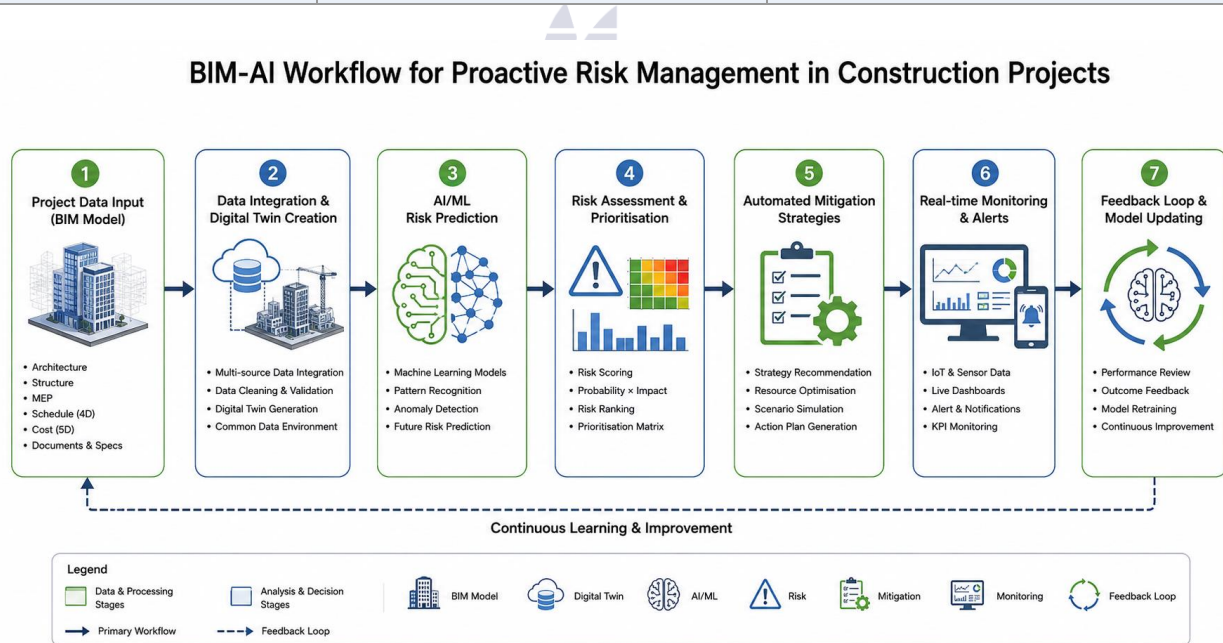 BIM-AI Workflow for Proactive Risk Management in Construction Projects
1
Project Data Input
(BIM Model)
• Architecture
• Structure
• MEP
• Schedule (4D)
• Cost (5D)
• Documents & Specs
2
Data Integration &
Digital Twin Creation
• Multi-source Data Integration
• Data Cleaning & Validation
• Digital Twin Generation
• Common Data Environment
3
AI/ML
Risk Prediction
• Machine Learning Models
• Pattern Recognition
• Anomaly Detection
• Future Risk Prediction
4
Risk Assessment &
Prioritisation
• Risk Scoring
• Probability × Impact
• Risk Ranking
• Prioritisation Matrix
5
Automated Mitigation
Strategies
• Strategy Recommendation
• Resource Optimisation
• Scenario Simulation
• Action Plan Generation
6
Real-time Monitoring
& Alerts
• IoT & Sensor Data
• Live Dashboards
• Alert & Notifications
• KPI Monitoring
7
Feedback Loop &
Model Updating
• Performance Review
• Outcome Feedback
• Model Retraining
• Continuous Improvement
Continuous Learning & Improvement
Legend
Data & Processing
Stages
Analysis & Decision
Stages
BIM Model
Digital Twin
AI/ML
Risk
Mitigation
Monitoring
Feedback Loop
Primary Workflow
Feedback Loop